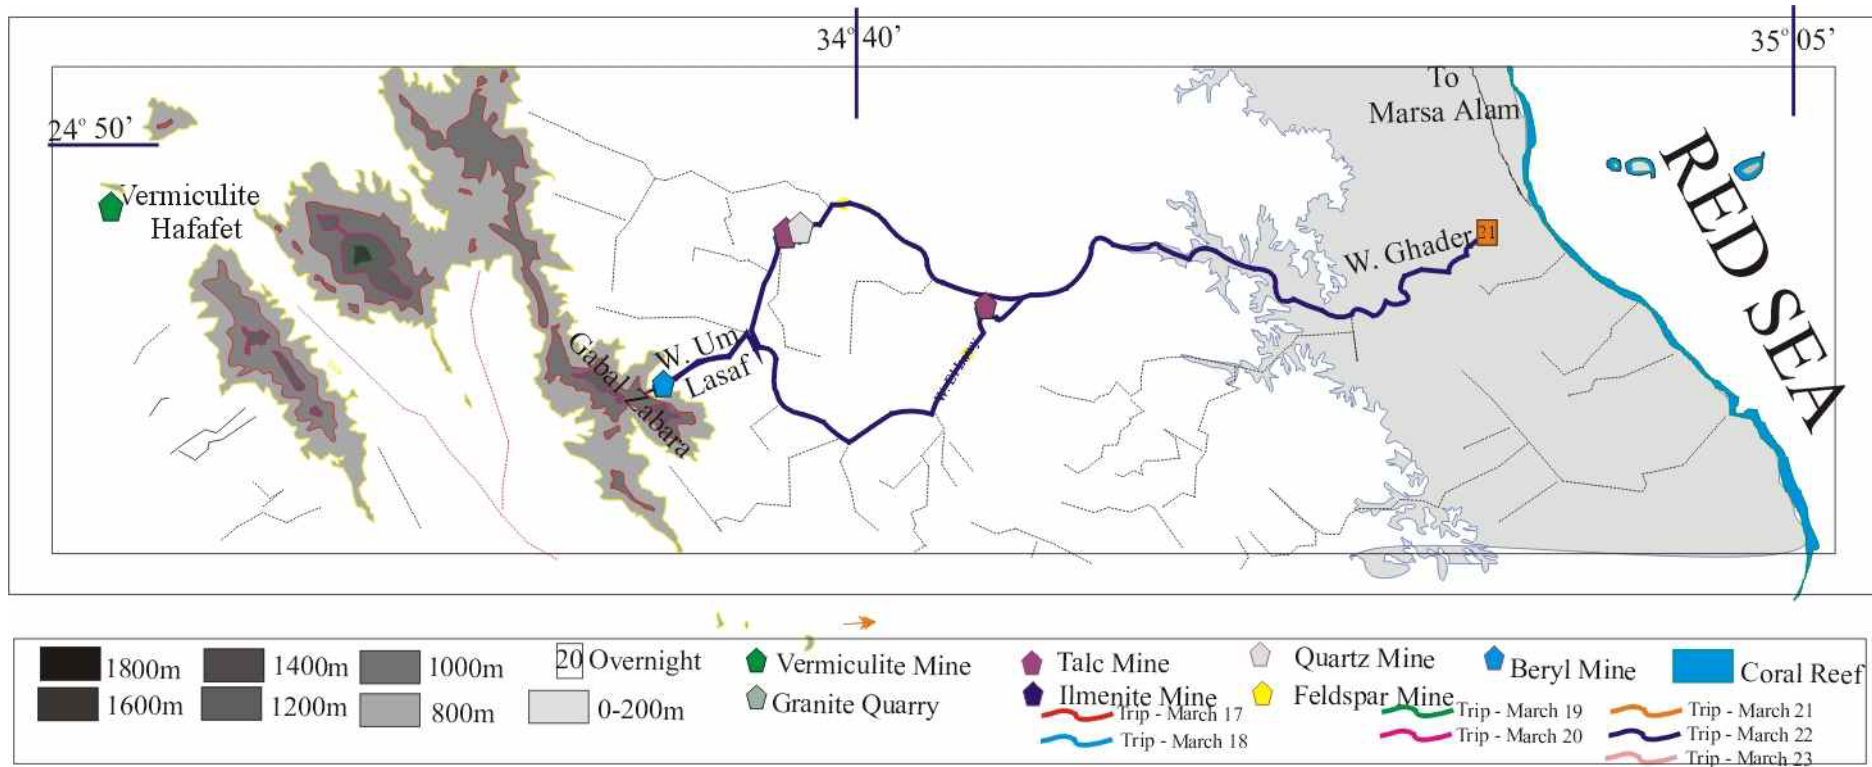 34° 40’
35° 05’
To
Marsa Alam
24° 50’
RED SEA
Vermiculite
Hafafet
W. Ghader
21
Gabal Zabara
W. Um
Lasaf
1800m
1400m
1000m
20 Overnight
Vermiculite Mine
Talc Mine
Quartz Mine
Beryl Mine
Coral Reef
1600m
1200m
800m
0-200m
Granite Quarry
Ilmenite Mine
Feldspar Mine
Trip - March 17
Trip - March 19
Trip - March 21
Trip - March 18
Trip - March 20
Trip - March 22
Trip - March 23